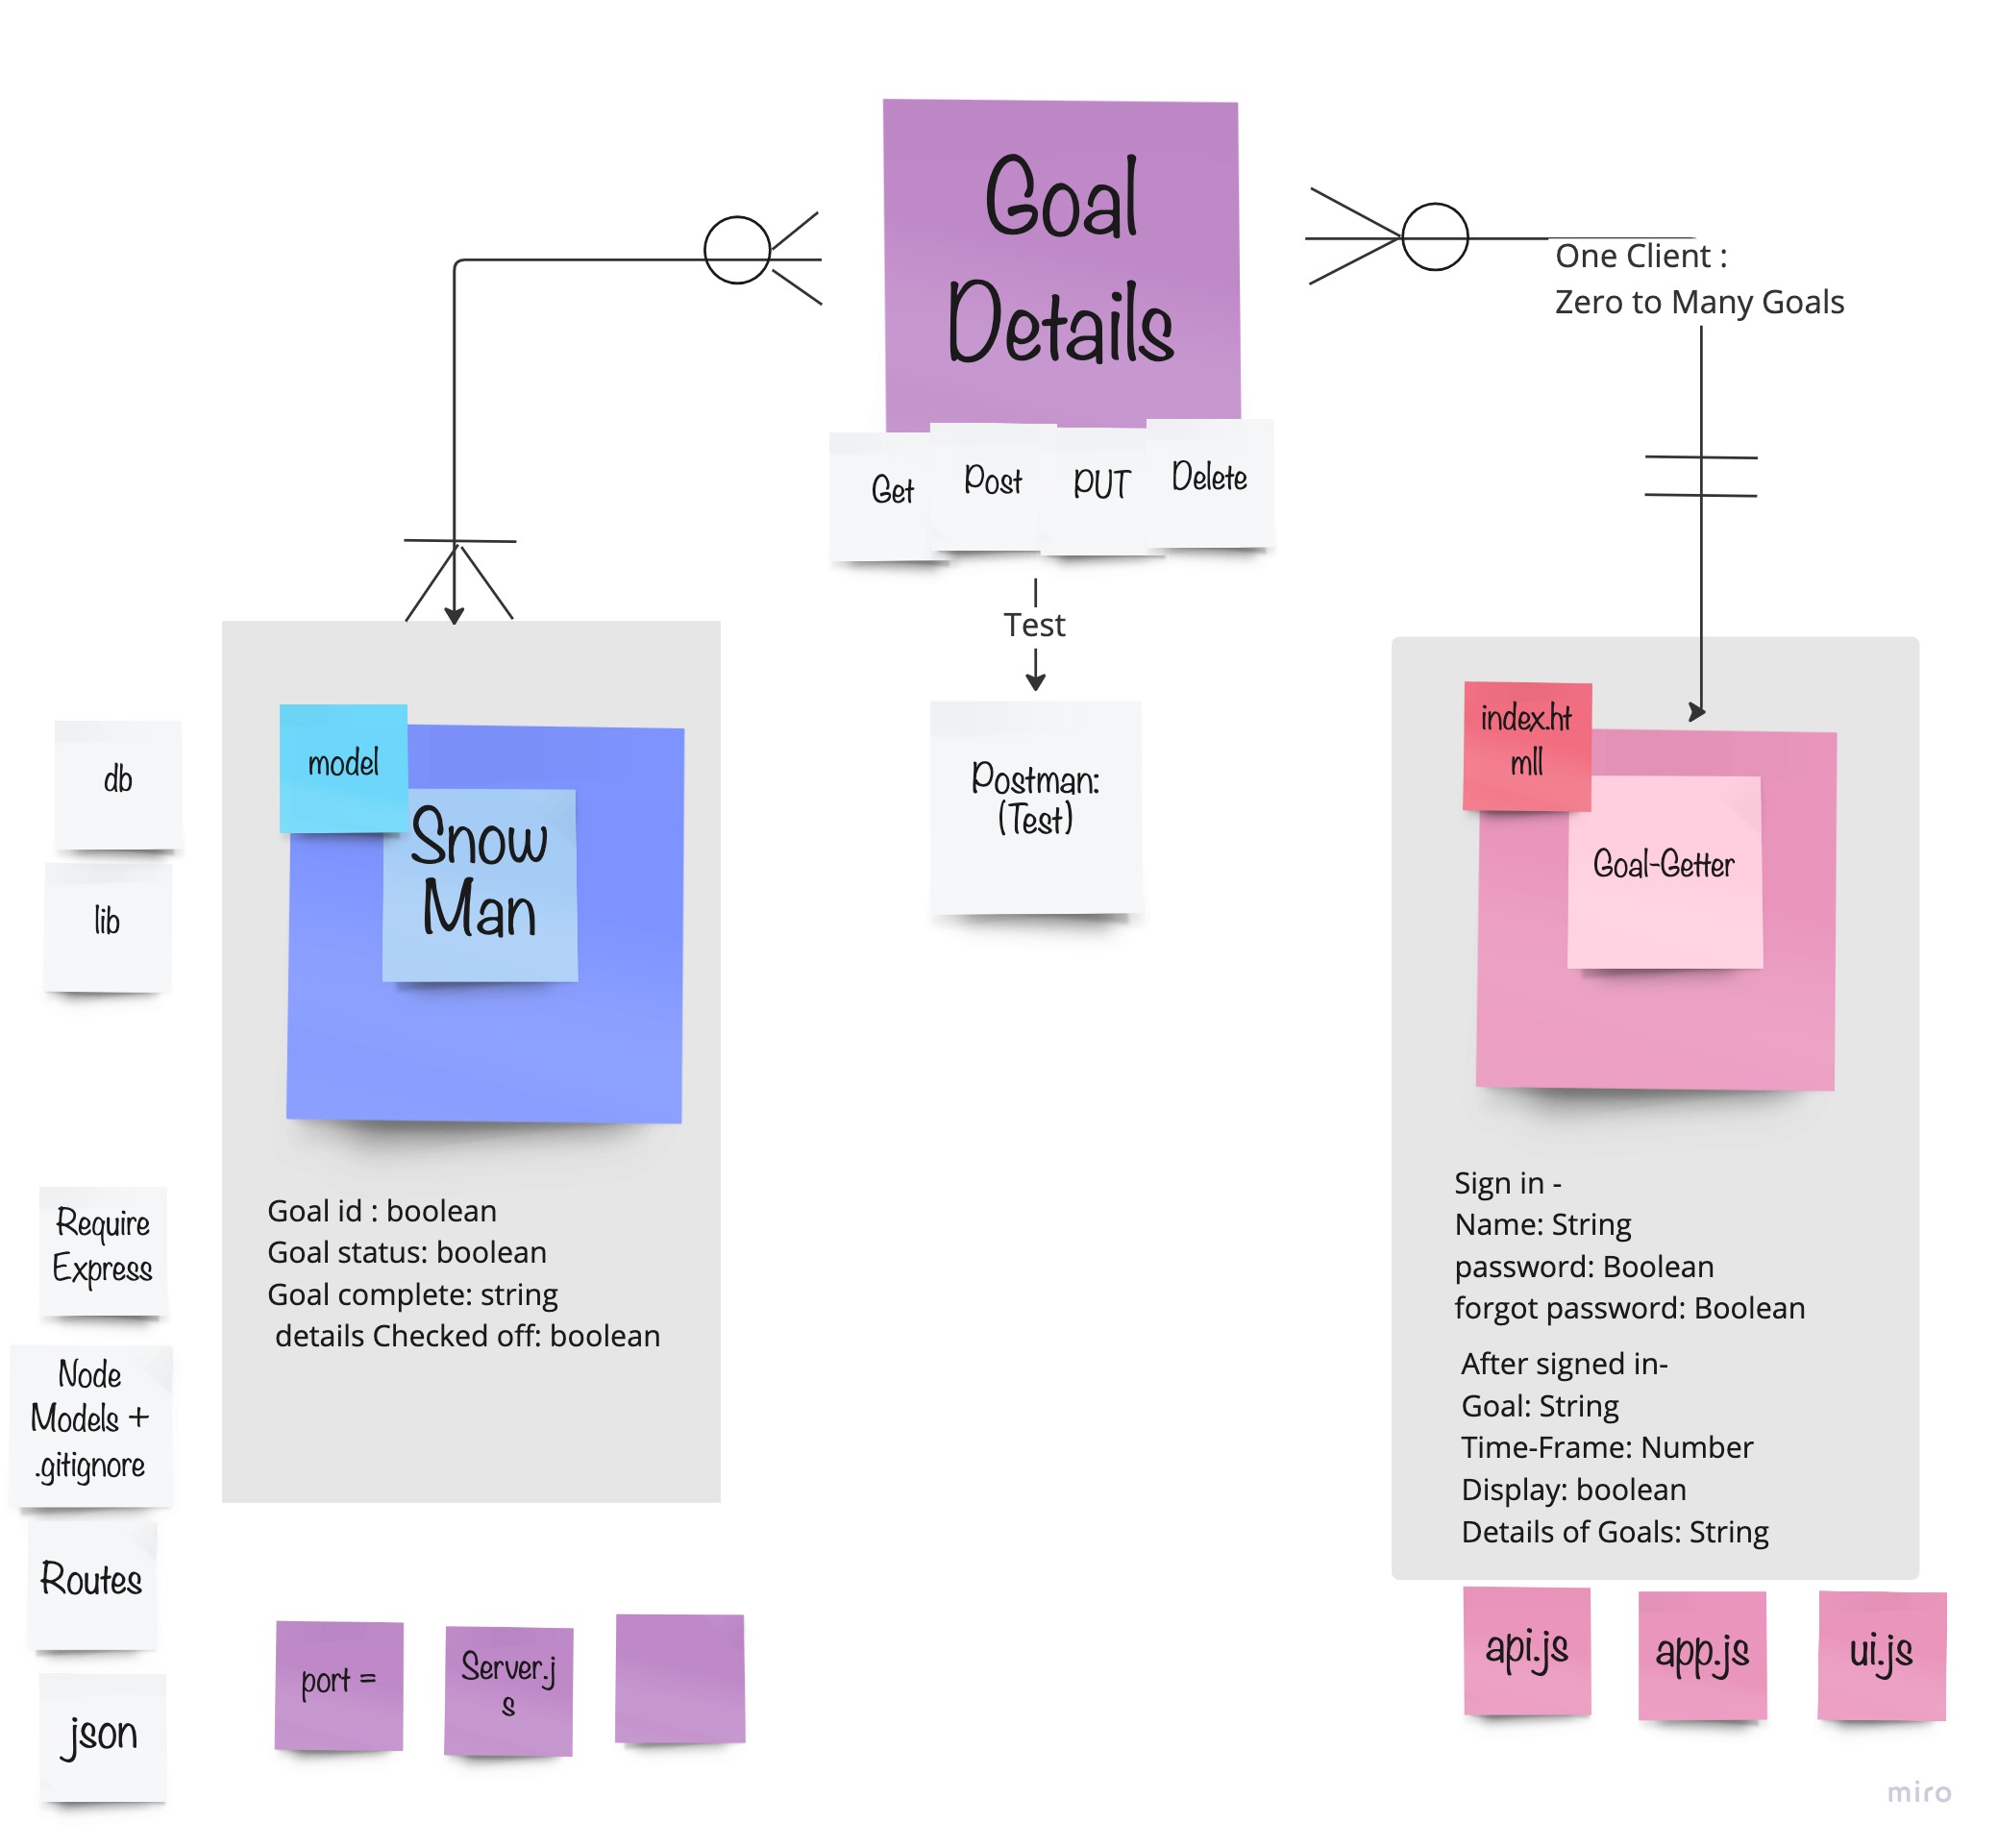 Goal
Details
One Client :
Zero to Many Goals
Get
Post
PUT
Delete
Test
Postman:
(Test)
db
lib
model
Snow
Man
Goal id : boolean
Goal status: boolean
Goal complete: string
details Checked off: boolean
index.ht
mll
Goal-Getter
Sign in -
Name: String
password: Boolean
forgot password: Boolean
After signed in-
Goal: String
Time-Frame: Number
Display: boolean
Details of Goals: String
Require
Express
Node
Models +
.gitignore
Routes
json
port =
Server.j
s
api.js
app.js
ui.js
miro